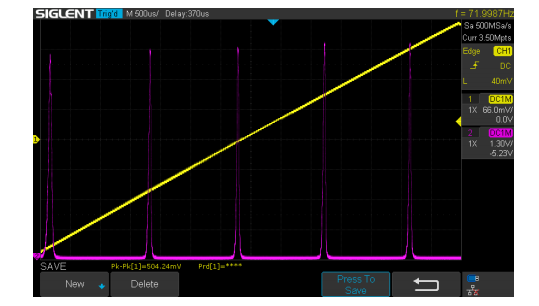 SIGLENT Trig'd M 500us/ Delay:370us f = 71.9987Hz
Sa 500MSa/s
Curr 3.50Mpts
Edge CH1
DC
L 40mV
1 DC1M
1X 66.0mV/
0.0V
2 DC1M
1X 1.30V/
-5.23V
1
SAVE Pk-Pk[1]=504.24mV Prd[1]=****
New Delete Press To
Save